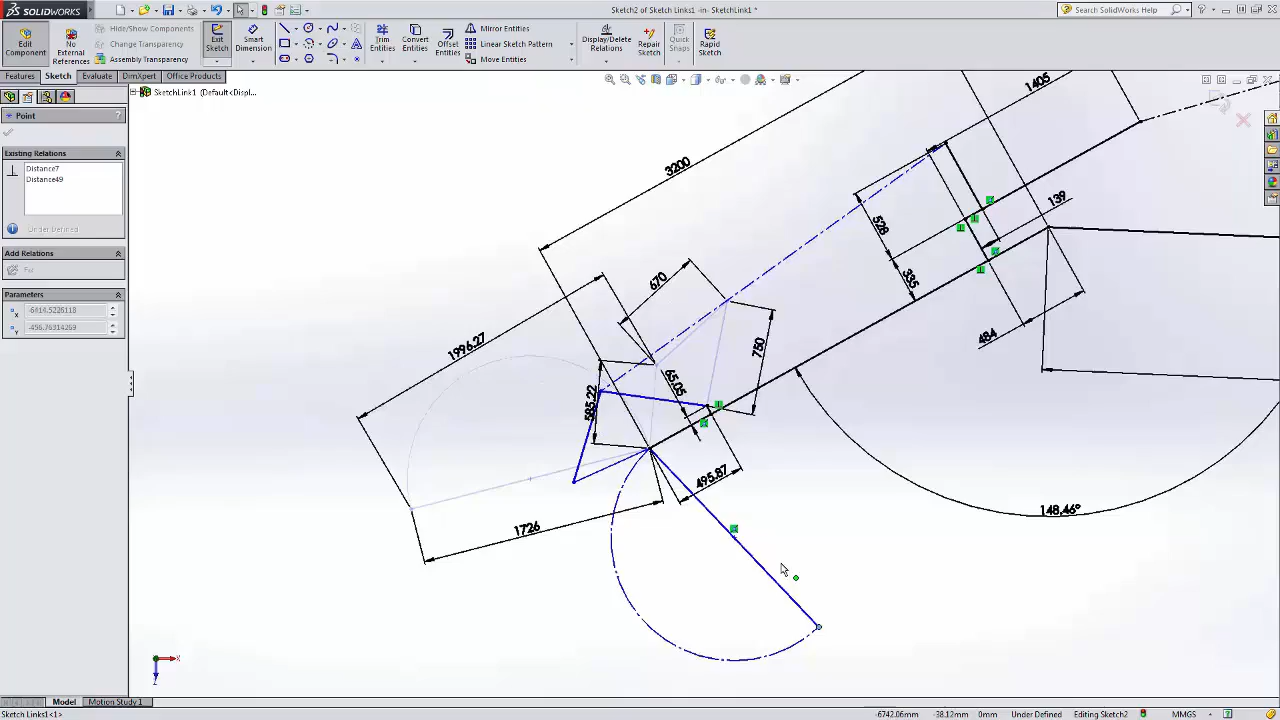 SOLIDWORKS
Sketch2 of Sketch Links1 -in- SketchLink1 *
Search SolidWorks Help
Edit Component
No External References
Hide/Show Components
Change Transparency
Assembly Transparency
Exit Sketch
Smart Dimension
Trim Entities
Convert Entities
Offset Entities
Mirror Entities
Linear Sketch Pattern
Move Entities
Display/Delete Relations
Repair Sketch
Quick Snaps
Rapid Sketch
Features
Sketch
Evaluate
DimXpert
Office Products
SketchLink1 (Default<Displ...
Point
?
Existing Relations
Distance7
Distance49
Under Defined
Add Relations
Fix
Parameters
-456.76314269
3200
1405
139
528
335
484
670
750
1996.27
65.05
585.22
495.87
1726
148.46°
Model
Motion Study 1
-6742.06mm
-38.12mm
0mm
Under Defined
Editing Sketch2
MMGS